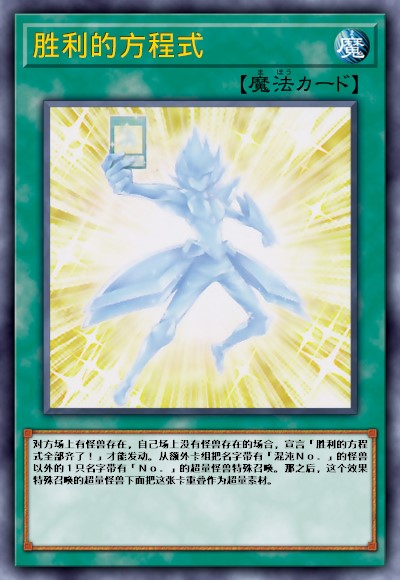 胜利的方程式
魔
ま ほう
【魔法カード】
对方场上有怪兽存在，自己场上没有怪兽存在的场合，宣言「胜利的方程
式全部齐了！」才能发动。从额外卡组把名字带有「混沌No．」的怪兽
以外的1只名字带有「No．」的超量怪兽特殊召唤。那之后，这个效果
特殊召唤的超量怪兽下面把这张卡重叠作为超量素材。